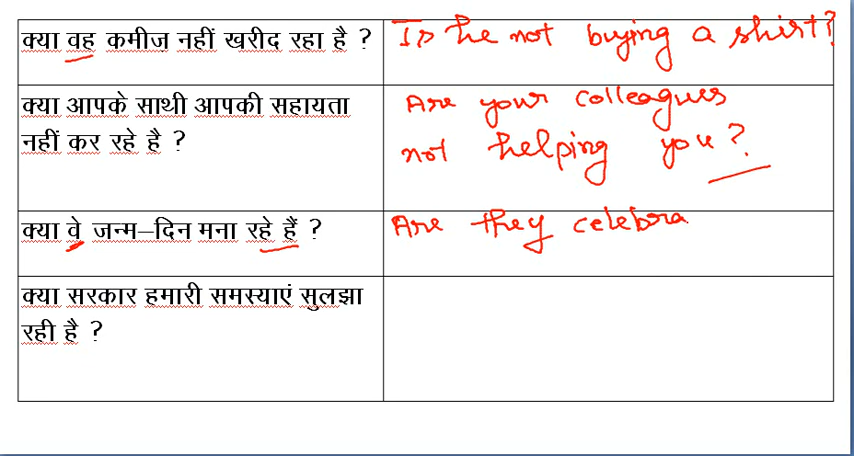 क्या वह कमीज़ नहीं खरीद रहा है ?
Is he not buying a shirt?
क्या आपके साथी आपकी सहायता
नहीं कर रहे है ?
Are your colleagues
not helping you?
क्या वे जन्म–दिन मना रहे हैं ?
Are they celebra
क्या सरकार हमारी समस्याएं सुलझा
रही है ?